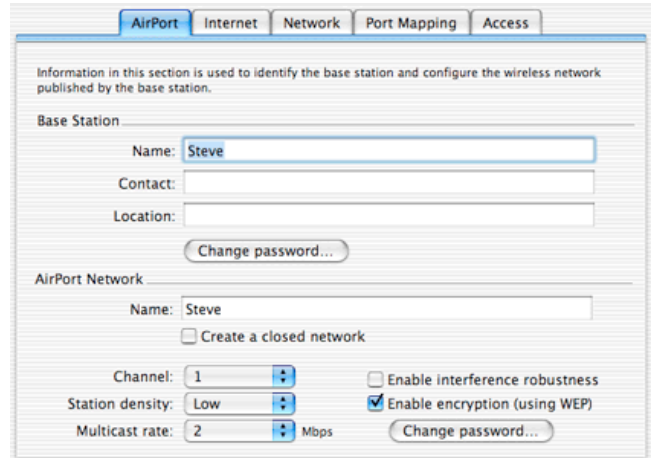 AirPort Internet Network Port Mapping Access
Information in this section is used to identify the base station and configure the wireless network
published by the base station.
Base Station
Name: Steve
Contact:
Location:
Change password...
AirPort Network
Name: Steve
Create a closed network
Channel: 1 Enable interference robustness
Station density: Low Enable encryption (using WEP)
Multicast rate: 2 Mbps Change password...